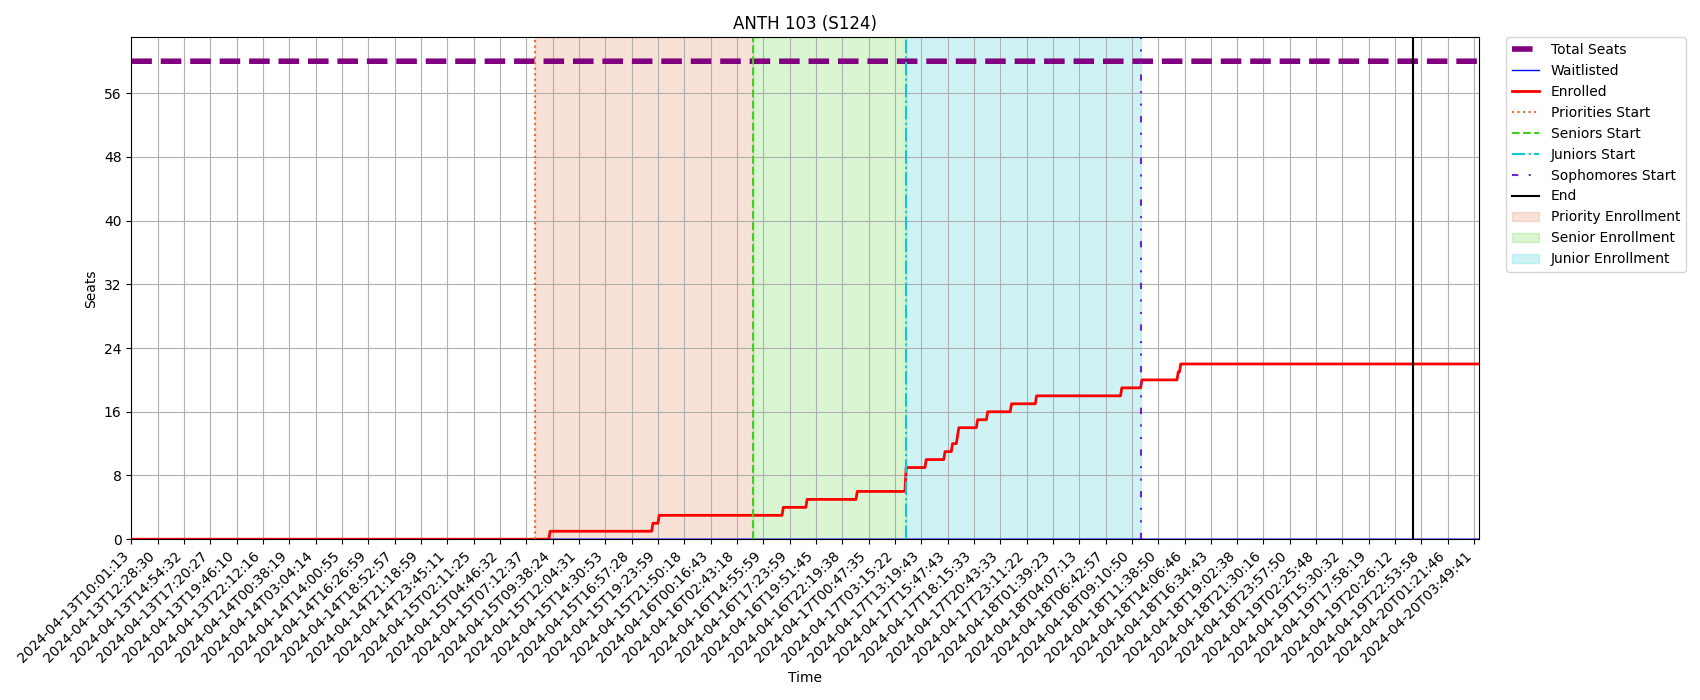 ANTH 103 (S124)
Total Seats
Waitlisted
Enrolled
Priorities Start
Seniors Start
Juniors Start
Sophomores Start
End
Priority Enrollment
Senior Enrollment
Junior Enrollment
Seats
56
48
40
32
24
16
8
0
2024-04-13T10:01:13
2024-04-13T12:28:30
2024-04-13T14:54:32
2024-04-13T17:20:27
2024-04-13T19:46:10
2024-04-13T22:12:16
2024-04-14T00:38:19
2024-04-14T03:04:14
2024-04-14T14:00:55
2024-04-14T16:26:59
2024-04-14T18:52:57
2024-04-14T21:18:59
2024-04-14T23:45:11
2024-04-15T02:11:25
2024-04-15T04:46:32
2024-04-15T07:12:37
2024-04-15T09:38:24
2024-04-15T12:04:31
2024-04-15T14:30:53
2024-04-15T16:57:28
2024-04-15T19:23:59
2024-04-15T21:50:18
2024-04-16T00:16:43
2024-04-16T02:43:18
2024-04-16T14:55:59
2024-04-16T17:23:59
2024-04-16T19:51:45
2024-04-16T22:19:38
2024-04-17T00:47:35
2024-04-17T03:15:22
2024-04-17T13:19:43
2024-04-17T15:47:43
2024-04-17T18:15:33
2024-04-17T20:43:33
2024-04-17T23:11:22
2024-04-18T01:39:23
2024-04-18T04:07:13
2024-04-18T06:42:57
2024-04-18T09:10:50
2024-04-18T11:38:50
2024-04-18T14:06:46
2024-04-18T16:34:43
2024-04-18T19:02:38
2024-04-18T21:30:16
2024-04-18T23:57:50
2024-04-19T02:25:48
2024-04-19T15:30:32
2024-04-19T17:58:19
2024-04-19T20:26:12
2024-04-19T22:53:58
2024-04-20T01:21:46
2024-04-20T03:49:41
Time